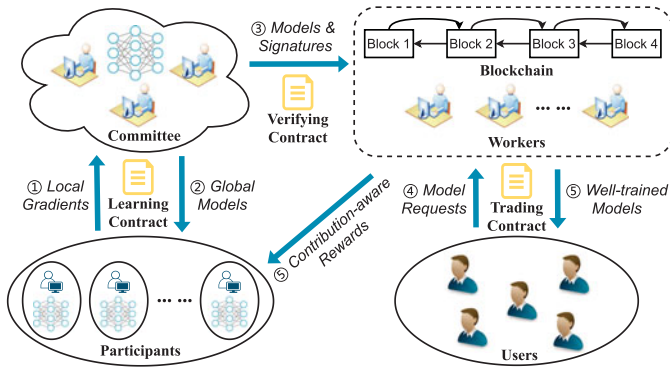 ③ Models &
Signatures
Block 1
Block 2
Block 3
Block 4
Blockchain
Committee
Verifying
Contract
... ...
Workers
① Local
Gradients
Learning
Contract
② Global
Models
⑤ Contribution-aware
Rewards
④ Model
Requests
Trading
Contract
⑤ Well-trained
Models
... ...
Participants
Users